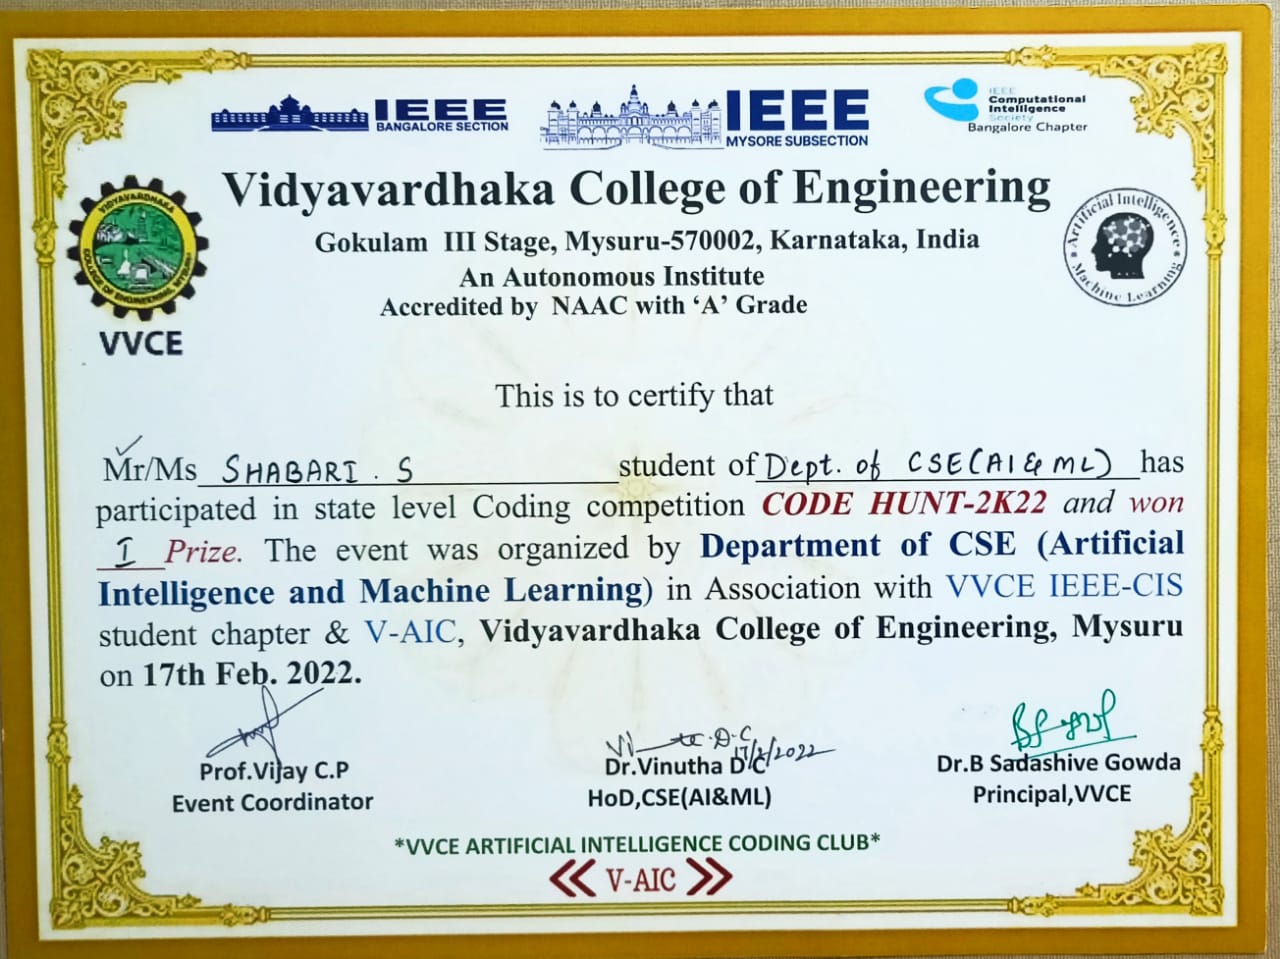 IEEE
BANGALORE SECTION
IEEE
MYSORE SUBSECTION
IEEE
Computational
Intelligence
Society
Bangalore Chapter
Vidyavardhaka College of Engineering
Gokulam III Stage, Mysuru-570002, Karnataka, India
An Autonomous Institute
Accredited by NAAC with ‘A’ Grade
VIDYAVARDHAKA
COLLEGE OF ENGINEERING, MYSURU
VVCE
Artificial Intelligence
Machine Learning
This is to certify that
Mr/Ms SHABARI . S student of Dept. of CSE(AI & ML) has
participated in state level Coding competition CODE HUNT-2K22 and won
I Prize. The event was organized by Department of CSE (Artificial
Intelligence and Machine Learning) in Association with VVCE IEEE-CIS
student chapter & V-AIC, Vidyavardhaka College of Engineering, Mysuru
on 17th Feb. 2022.
17/2/2022
Prof.Vijay C.P
Event Coordinator
Dr.Vinutha D C
HoD,CSE(AI&ML)
Dr.B Sadashive Gowda
Principal,VVCE
*VVCE ARTIFICIAL INTELLIGENCE CODING CLUB*
V-AIC